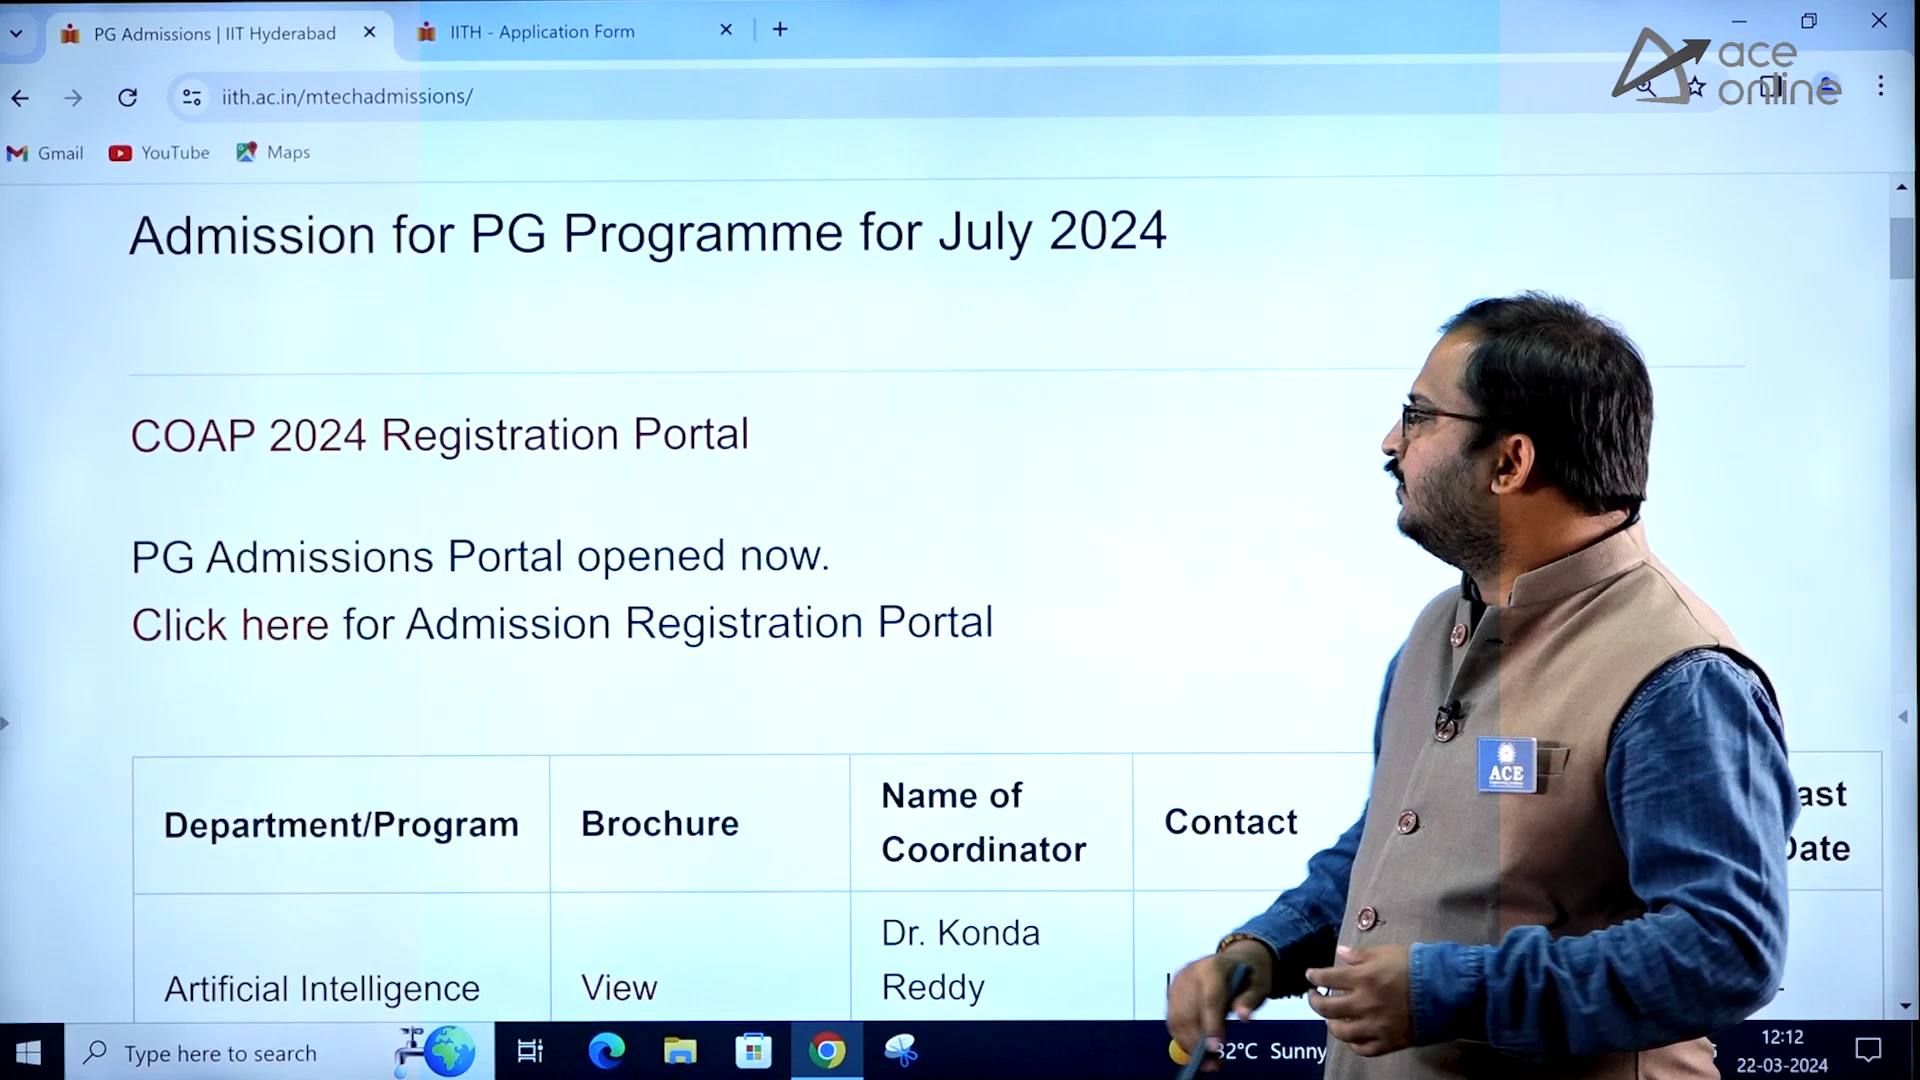 PG Admissions | IIT Hyderabad
IITH - Application Form
ace
online
iith.ac.in/mtechadmissions/
Gmail
YouTube
Maps
Admission for PG Programme for July 2024
COAP 2024 Registration Portal
PG Admissions Portal opened now.
Click here for Admission Registration Portal
Department/Program
Brochure
Name of
Coordinator
Contact
ast
Date
Artificial Intelligence
View
Dr. Konda
Reddy
ACE
Type here to search
32°C Sunny
12:12
22-03-2024